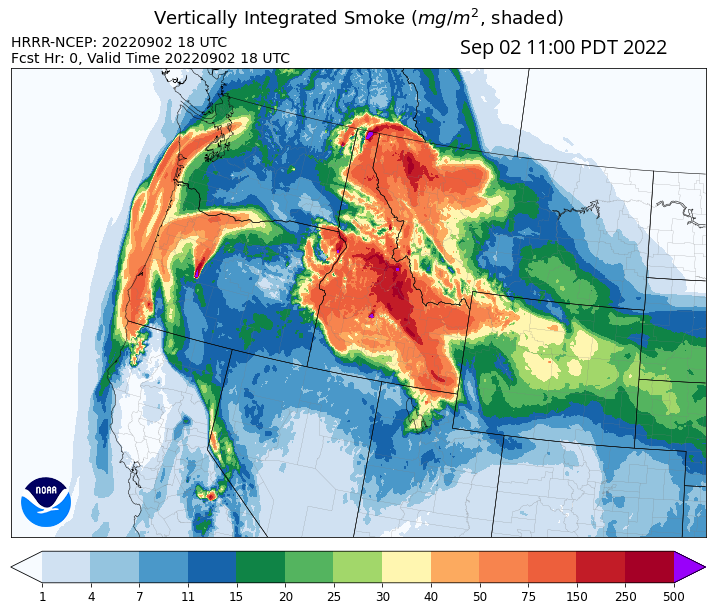 Vertically Integrated Smoke (mg/m², shaded)
HRRR-NCEP: 20220902 18 UTC
Sep 02 11:00 PDT 2022
Fcst Hr: 0, Valid Time 20220902 18 UTC
NOAA
1 4 7 11 15 20 25 30 40 50 75 150 250 500